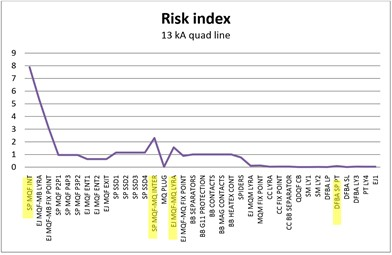 Risk index
13 kA quad line
9
8
7
6
5
4
3
2
1
0
SP MQF INT
EJ MQF-MB LYRA
EJ MQF-MB FIX POINT
SP MQF P2P1
SP MQF P4P3
SP MQF P3P2
EJ MQF ENT1
EJ MQF ENT2
EJ MQF EXIT
SP SSD1
SP SSD2
SP SSD3
SP SSD4
SP MQF-MQ INTER
MQ PLUG
EJ MQF-MQ LYRA
EJ MQF-MQ FIX POINT
BB SEPARATORS
BB G11 PROTECTION
BB CONTACTS
BB MAG CONTACTS
BB HEATEX CONT
SPIDERS
EJ MQM LYRA
MQM FIX POINT
CC LYRA
CC FIX POINT
CC BB SEPARATOR
QDQF CB
SM LY1
SM LY2
DFBA LP
DFBA SP PT
DFBA SL
DFBA LY3
PT LY4
EJ1